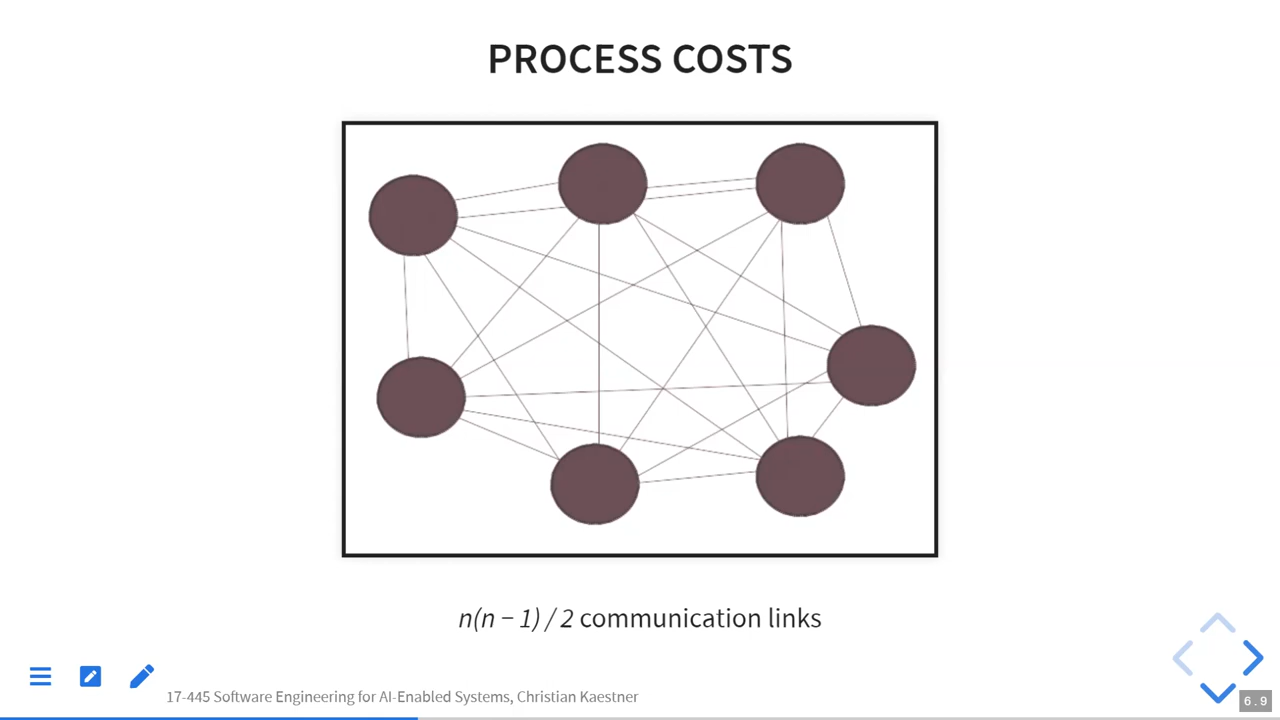 PROCESS COSTS
n(n − 1) / 2 communication links
17-445 Software Engineering for AI-Enabled Systems, Christian Kaestner
6.9